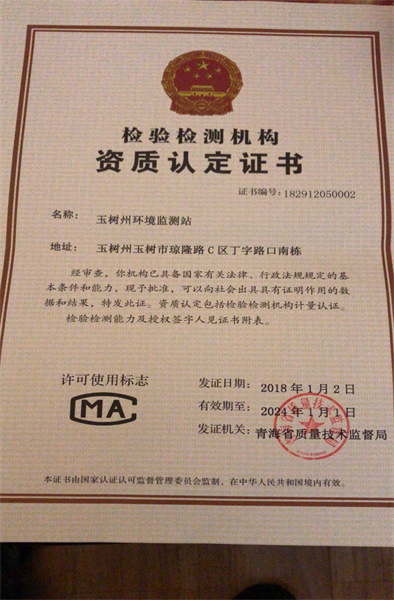 检验检测机构
资质认定证书
证书编号：182912050002
名称： 玉树州环境监测站
地址： 玉树州玉树市琼隆路C区丁字路口南栋
经审查，你机构已具备国家有关法律、行政法规规定的基
本条件和能力，现予批准，可以向社会出具具有证明作用的数
据和结果，特发此证。资质认定包括检验检测机构计量认证。
检验检测能力及授权签字人见证书附表。
许可使用标志
MA
发证日期： 2018年1月2日
有效期至： 2024年1月1日
发证机关： 青海省质量技术监督局
本证书由国家认证认可监督管理委员会监制，在中华人民共和国境内有效。